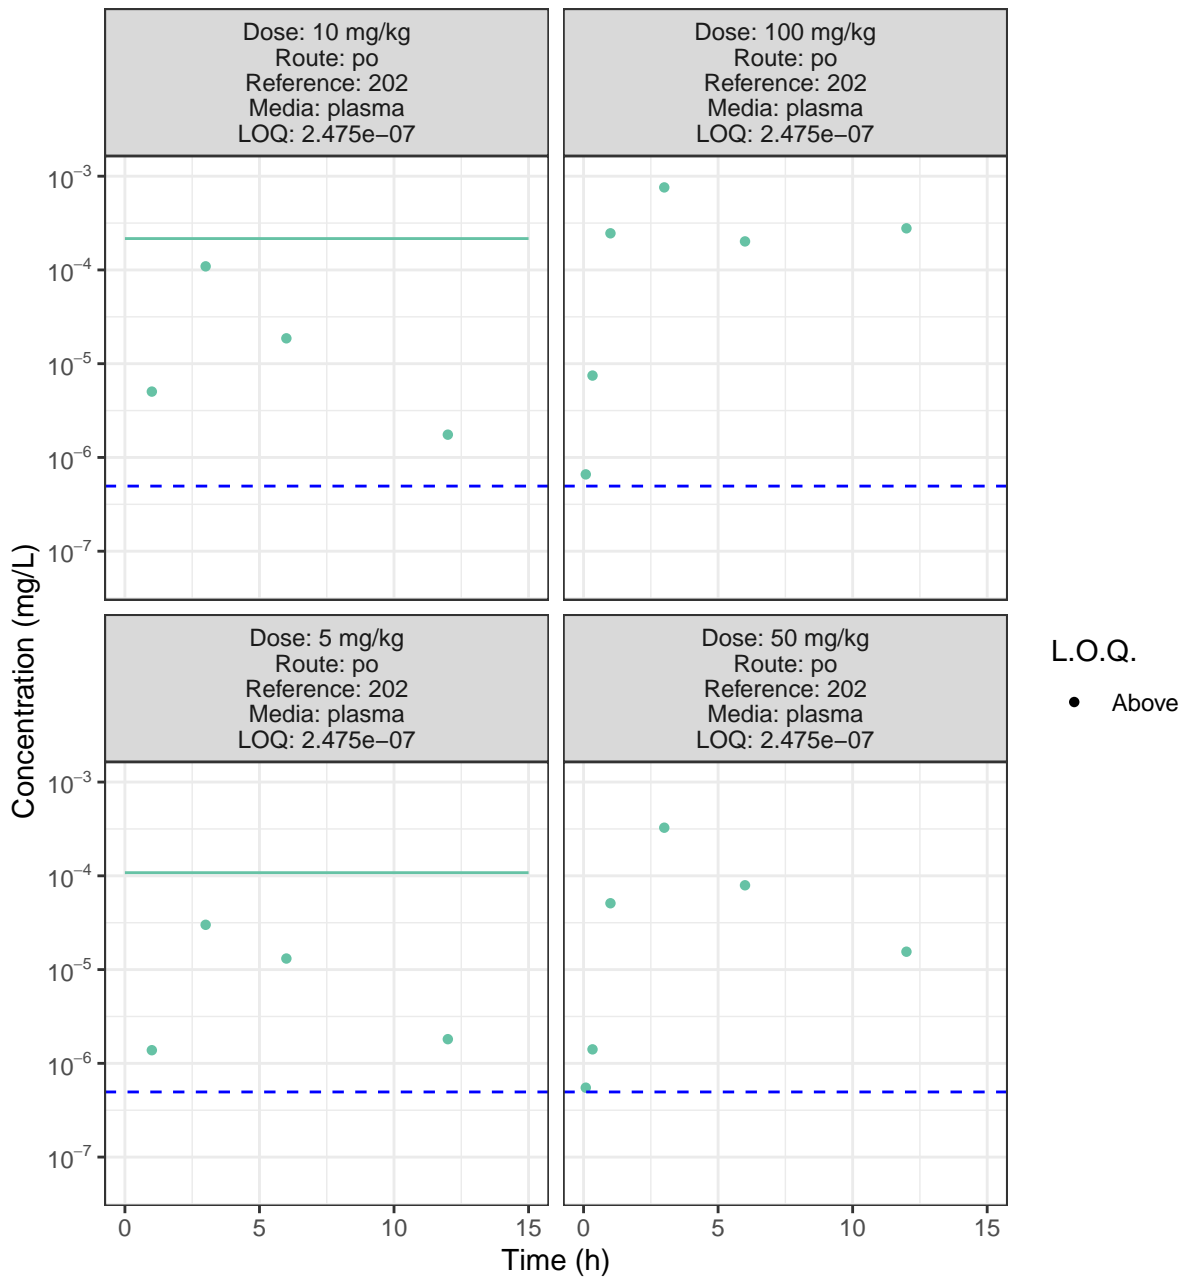 Dose: 10 mg/kg
Route: po
Reference: 202
Media: plasma
LOQ: 2.475e−07
Dose: 100 mg/kg
Route: po
Reference: 202
Media: plasma
LOQ: 2.475e−07
10⁻³
10⁻⁴
10⁻⁵
10⁻⁶
10⁻⁷
Concentration (mg/L)
Dose: 5 mg/kg
Route: po
Reference: 202
Media: plasma
LOQ: 2.475e−07
Dose: 50 mg/kg
Route: po
Reference: 202
Media: plasma
LOQ: 2.475e−07
10⁻³
10⁻⁴
10⁻⁵
10⁻⁶
10⁻⁷
0 5 10 15
0 5 10 15
Time (h)
L.O.Q.
Above